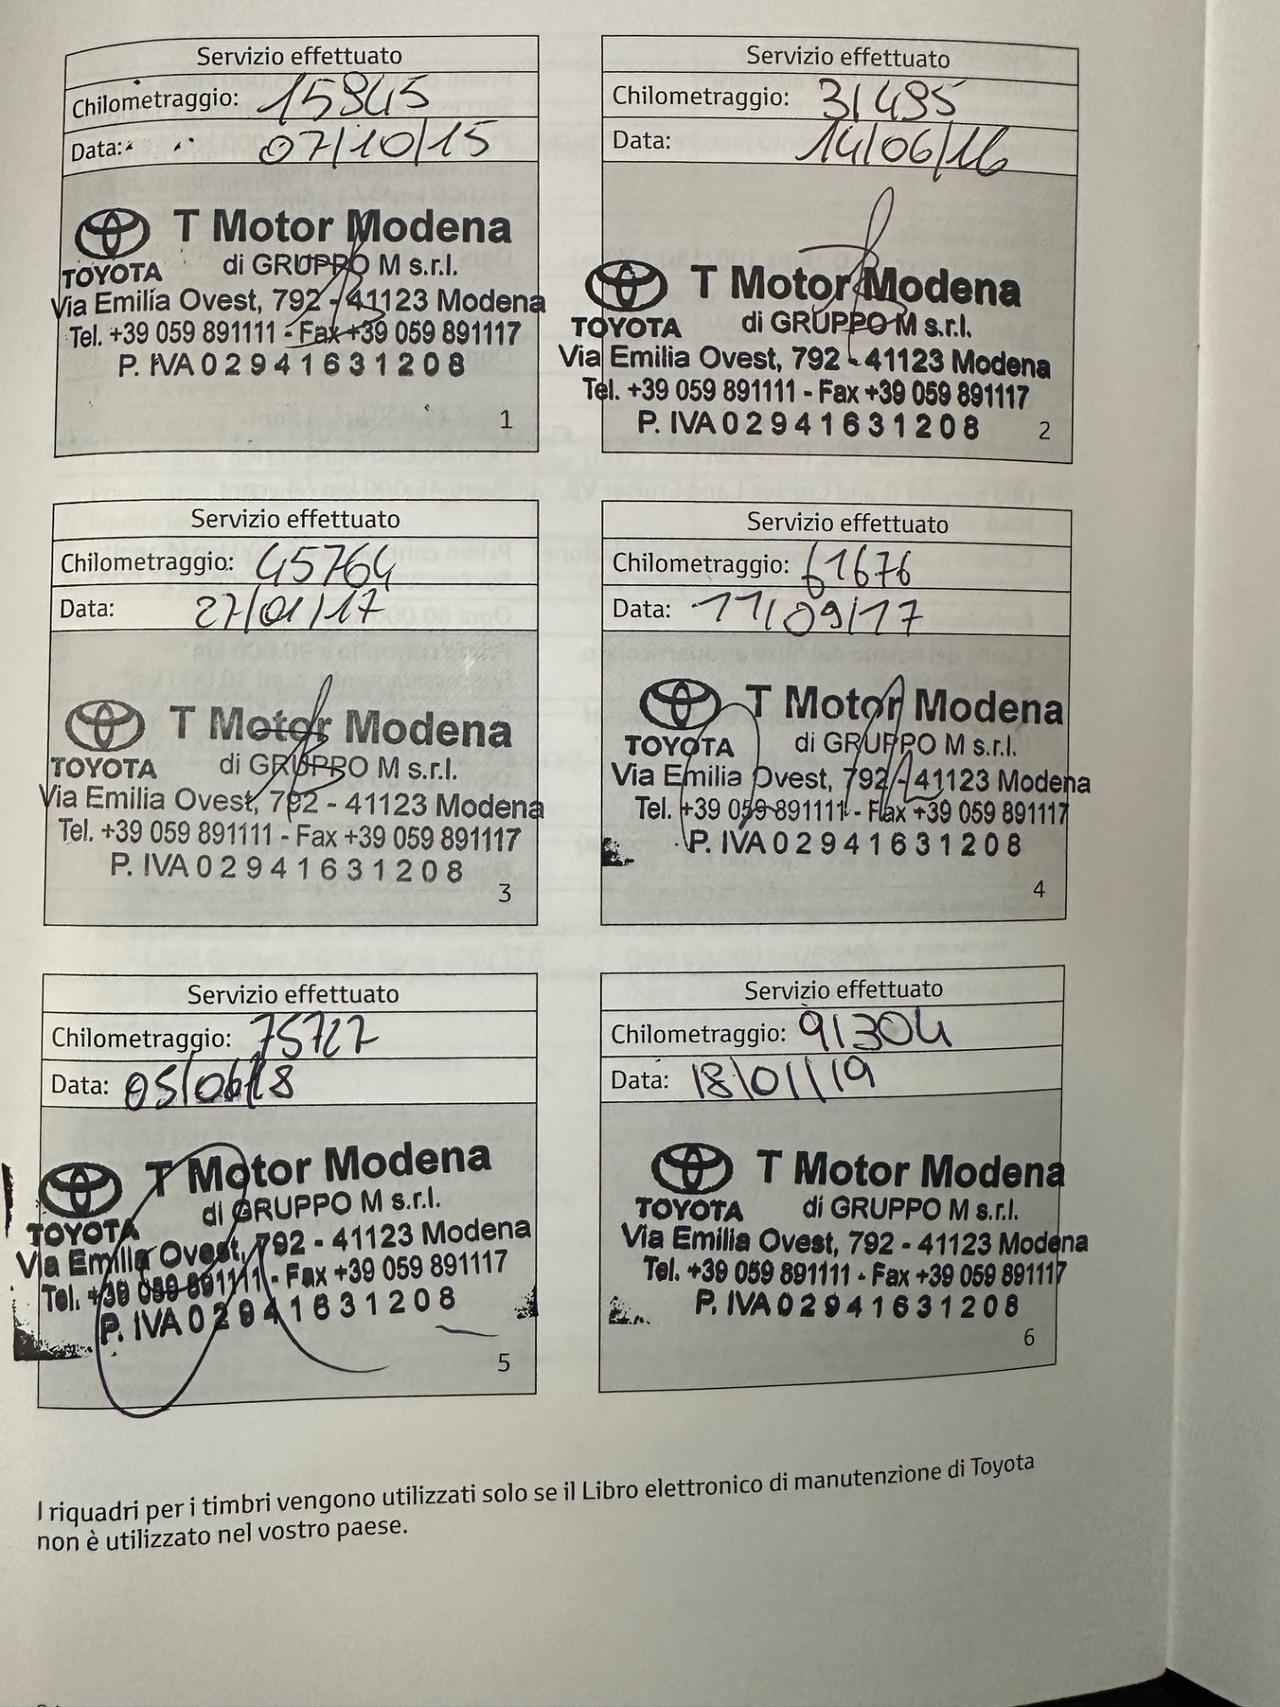 Servizio effettuato
Chilometraggio: 15945
Data: 07/10/15
T Motor Modena
di GRUPPO M s.r.l.
TOYOTA
Via Emilia Ovest, 792 - 41123 Modena
Tel. +39 059 891111 - Fax +39 059 891117
P. IVA 02941631208
1
Servizio effettuato
Chilometraggio: 31495
Data: 14/06/16
T Motor Modena
di GRUPPO M s.r.l.
TOYOTA
Via Emilia Ovest, 792 - 41123 Modena
Tel. +39 059 891111 - Fax +39 059 891117
P. IVA 02941631208
2
Servizio effettuato
Chilometraggio: 45764
Data: 27/01/17
T Motor Modena
di GRUPPO M s.r.l.
TOYOTA
Via Emilia Ovest, 792 - 41123 Modena
Tel. +39 059 891111 - Fax +39 059 891117
P. IVA 02941631208
3
Servizio effettuato
Chilometraggio: 61676
Data: 11/09/17
T Motor Modena
di GRUPPO M s.r.l.
TOYOTA
Via Emilia Ovest, 792 - 41123 Modena
Tel. +39 059 891111 - Fax +39 059 891117
P. IVA 02941631208
4
Servizio effettuato
Chilometraggio: 75727
Data: 05/06/18
T Motor Modena
di GRUPPO M s.r.l.
TOYOTA
Via Emilia Ovest, 792 - 41123 Modena
Tel. +39 059 891111 - Fax +39 059 891117
P. IVA 02941631208
5
Servizio effettuato
Chilometraggio: 91304
Data: 18/01/19
T Motor Modena
di GRUPPO M s.r.l.
TOYOTA
Via Emilia Ovest, 792 - 41123 Modena
Tel. +39 059 891111 - Fax +39 059 891117
P. IVA 02941631208
6
I riquadri per i timbri vengono utilizzati solo se il Libro elettronico di manutenzione di Toyota
non è utilizzato nel vostro paese.